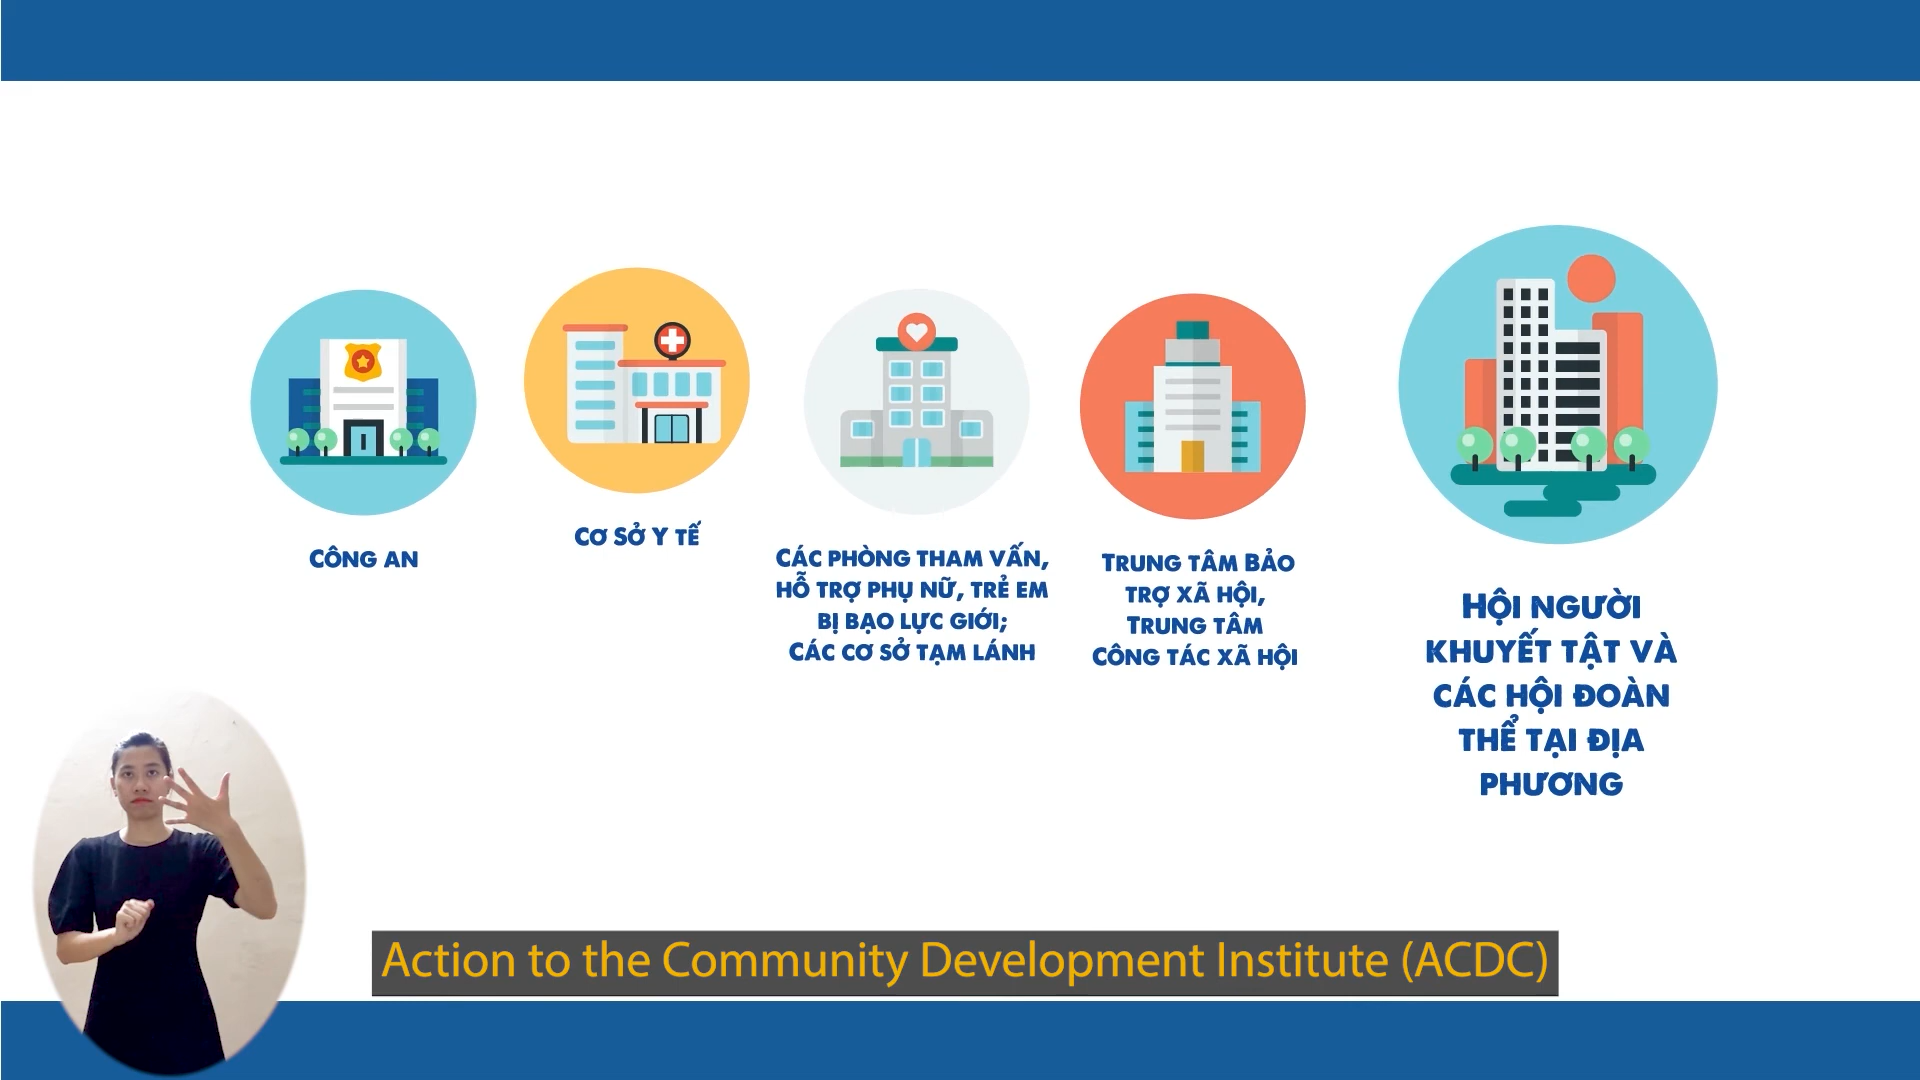 CÔNG AN
CƠ SỞ Y TẾ
CÁC PHÒNG THAM VẤN,
HỖ TRỢ PHỤ NỮ, TRẺ EM
BỊ BẠO LỰC GIỚI;
CÁC CƠ SỞ TẠM LÁNH
TRUNG TÂM BẢO
TRỢ XÃ HỘI,
TRUNG TÂM
CÔNG TÁC XÃ HỘI
HỘI NGƯỜI
KHUYẾT TẬT VÀ
CÁC HỘI ĐOÀN
THỂ TẠI ĐỊA
PHƯƠNG
Action to the Community Development Institute (ACDC)